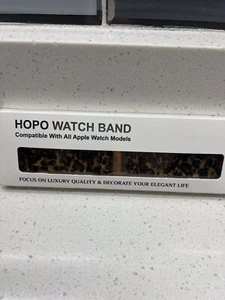 HOPO WATCH BAND
Compatible With All Apple Watch Models
FOCUS ON LUXURY QUALITY & DECORATE YOUR ELEGANT LIFE